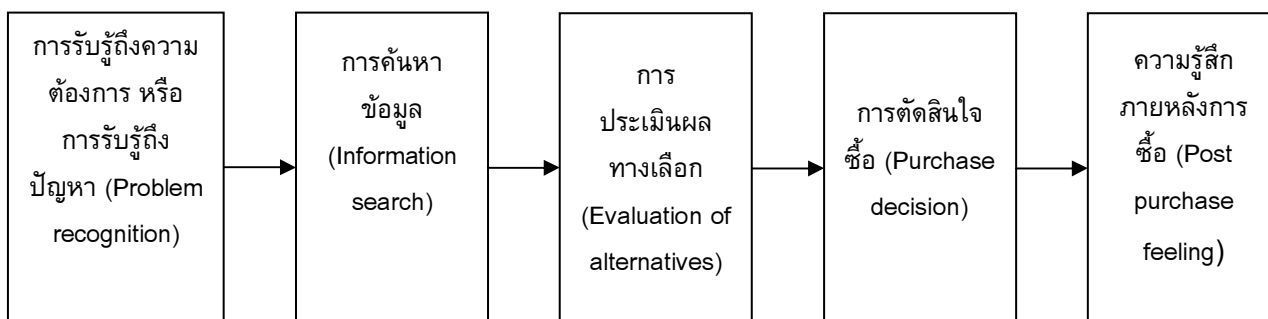 การรับรู้ถึงความ
ต้องการ หรือ
การรับรู้ถึง
ปัญหา (Problem
recognition)
การค้นหา
ข้อมูล
(Information
search)
การ
ประเมินผล
ทางเลือก
(Evaluation of
alternatives)
การตัดสินใจ
ซื้อ (Purchase
decision)
ความรู้สึก
ภายหลังการ
ซื้อ (Post
purchase
feeling)